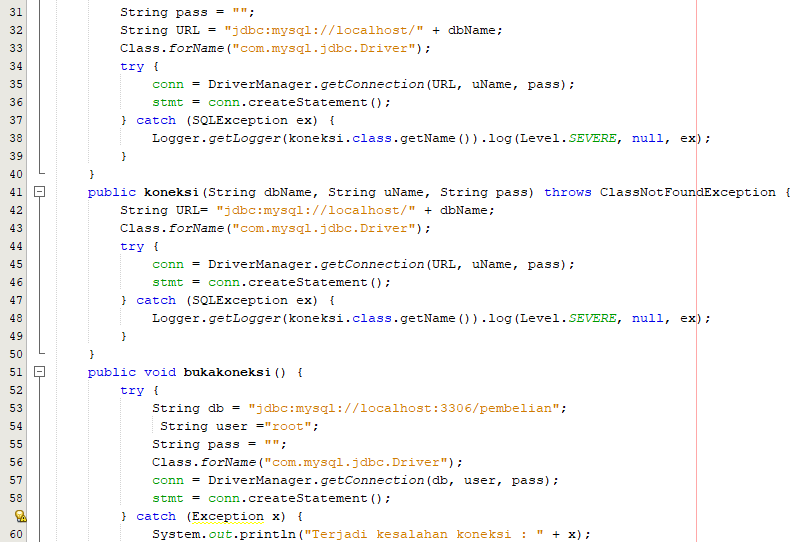 31 String pass = "";
32 String URL = "jdbc:mysql://localhost/" + dbName;
33 Class.forName("com.mysql.jdbc.Driver");
34 try {
35 conn = DriverManager.getConnection(URL, uName, pass);
36 stmt = conn.createStatement();
37 } catch (SQLException ex) {
38 Logger.getLogger(koneksi.class.getName()).log(Level.SEVERE, null, ex);
39 }
40 }
41 public koneksi(String dbName, String uName, String pass) throws ClassNotFoundException {
42 String URL= "jdbc:mysql://localhost/" + dbName;
43 Class.forName("com.mysql.jdbc.Driver");
44 try {
45 conn = DriverManager.getConnection(URL, uName, pass);
46 stmt = conn.createStatement();
47 } catch (SQLException ex) {
48 Logger.getLogger(koneksi.class.getName()).log(Level.SEVERE, null, ex);
49 }
50 }
51 public void bukakoneksi() {
52 try {
53 String db = "jdbc:mysql://localhost:3306/pembelian";
54 String user ="root";
55 String pass = "";
56 Class.forName("com.mysql.jdbc.Driver");
57 conn = DriverManager.getConnection(db, user, pass);
58 stmt = conn.createStatement();
} catch (Exception x) {
60 System.out.println("Terjadi kesalahan koneksi : " + x);